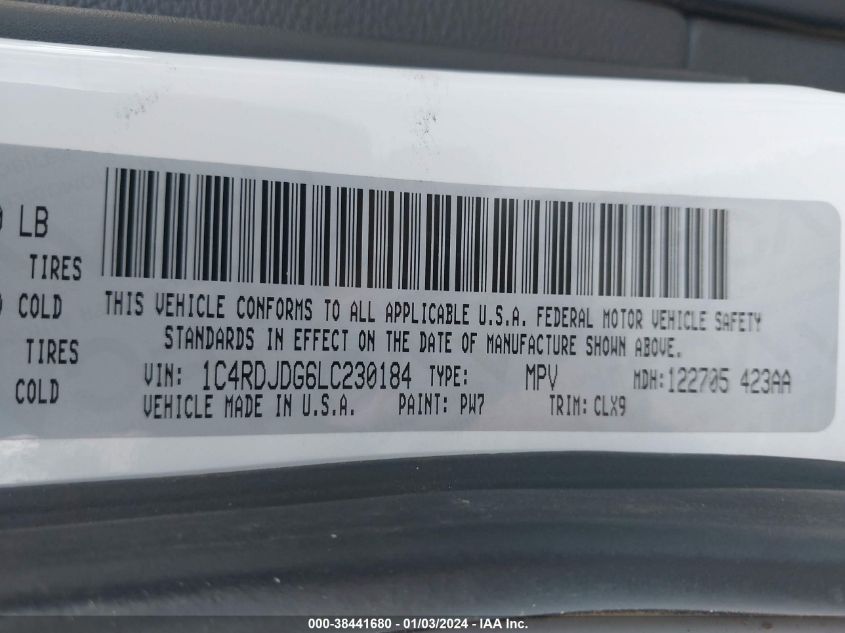 LB
TIRES
COLD
THIS VEHICLE CONFORMS TO ALL APPLICABLE U.S.A. FEDERAL MOTOR VEHICLE SAFETY
STANDARDS IN EFFECT ON THE DATE OF MANUFACTURE SHOWN ABOVE.
TIRES
COLD
VIN: 1C4RDJDG6LC230184 TYPE: MPV MDH: 122705 423AA
VEHICLE MADE IN U.S.A. PAINT: PW7 TRIM: CLX9
000-38441680 - 01/03/2024 - IAA Inc.